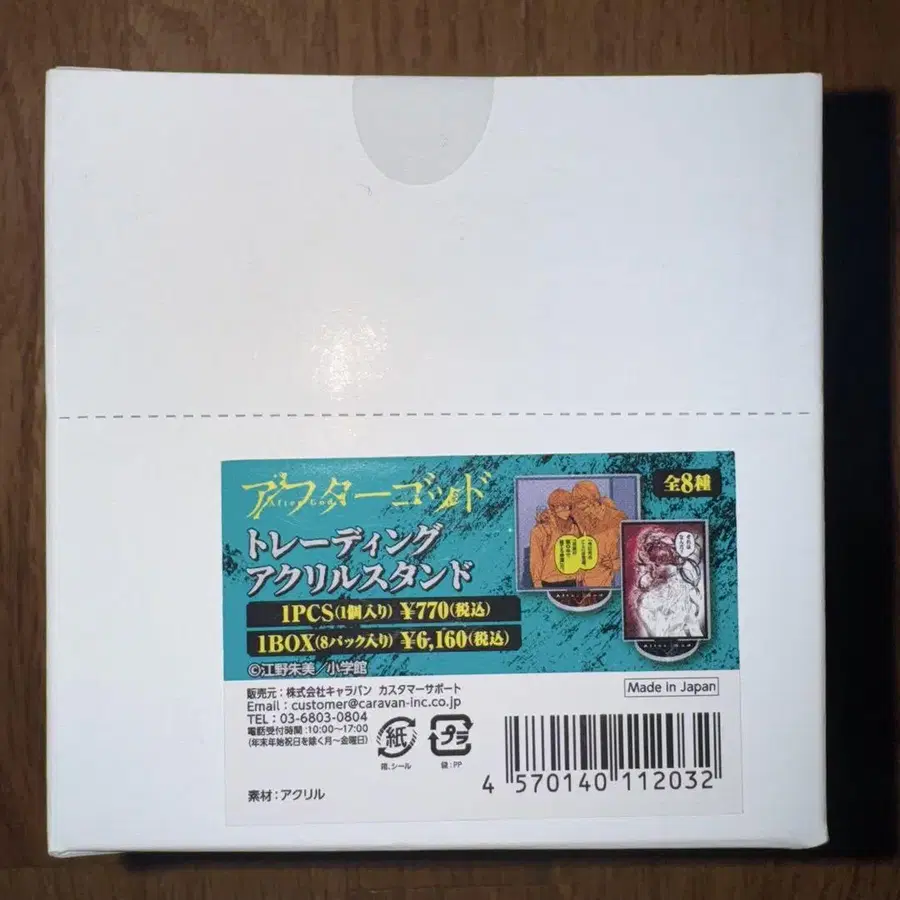 アフターゴッド
After God
全8種
トレーディング
アクリルスタンド
1PCS(1個入り) ¥770(税込)
1BOX(8パック入り) ¥6,160(税込)
©江野朱美/小学館
After God
販売元:株式会社キャラバン カスタマーサポート
Email:customer@caravan-inc.co.jp
TEL:03-6803-0804
電話受付時間:10:00~17:00
(年末年始祝日を除く月~金曜日)
Made in Japan
紙
箱、シール
プラ
袋:PP
素材:アクリル
4 570140 112032